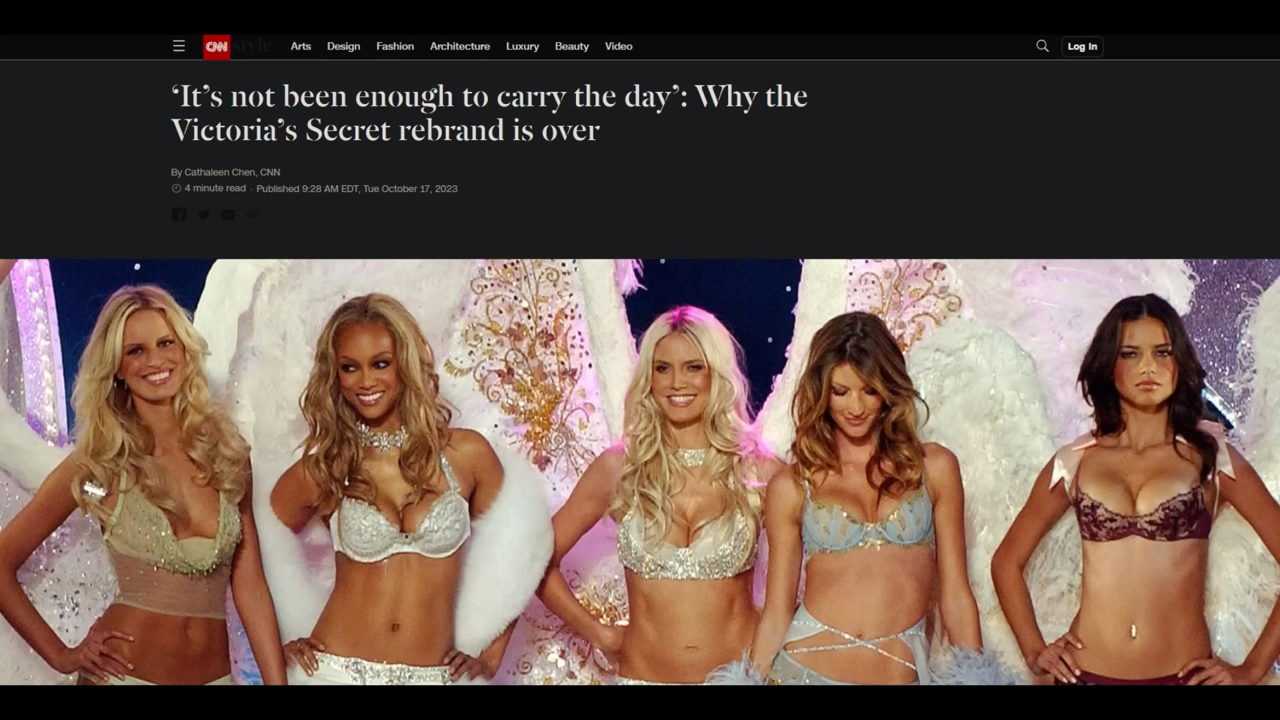 CNN style Arts Design Fashion Architecture Luxury Beauty Video Log In
‘It’s not been enough to carry the day’: Why the
Victoria’s Secret rebrand is over
By Cathaleen Chen, CNN
4 minute read · Published 9:28 AM EDT, Tue October 17, 2023